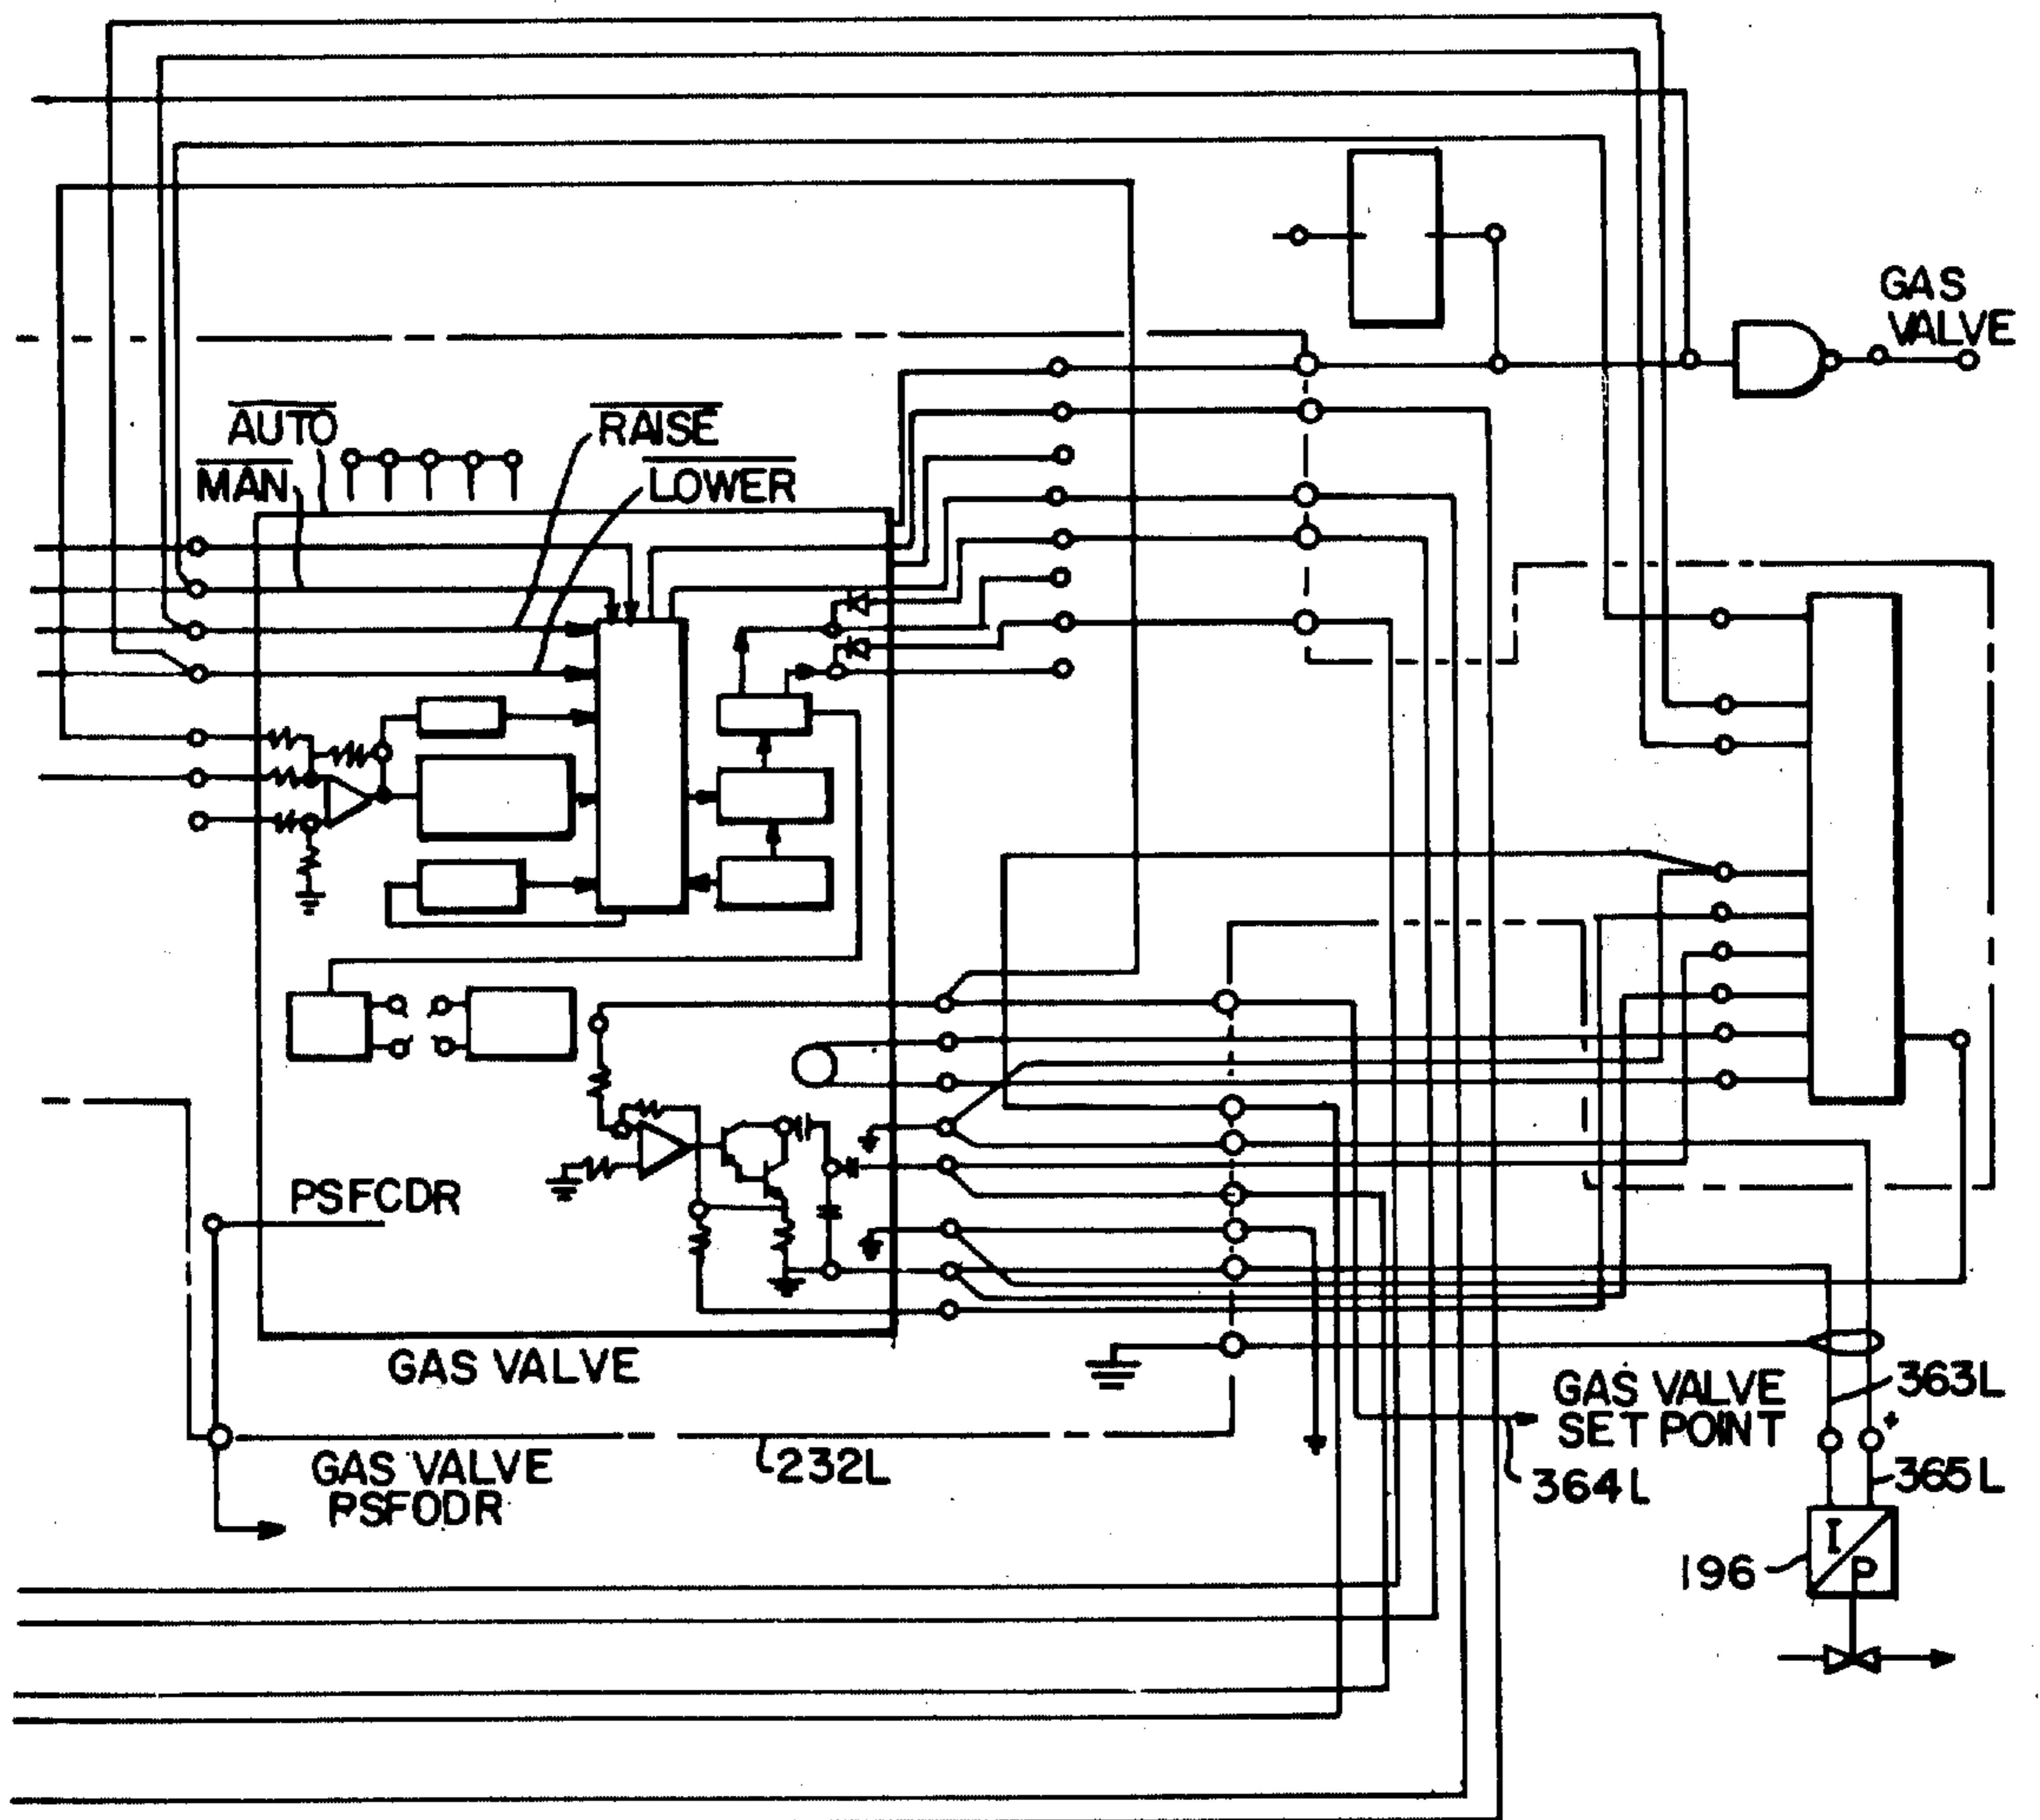 GAS
VALVE
AUTO
RAISE
MAN
LOWER
PSFCDR
GAS VALVE
363L
GAS VALVE
SET POINT
+
232L
GAS VALVE
PSFODR
364L
365L
I
P
196